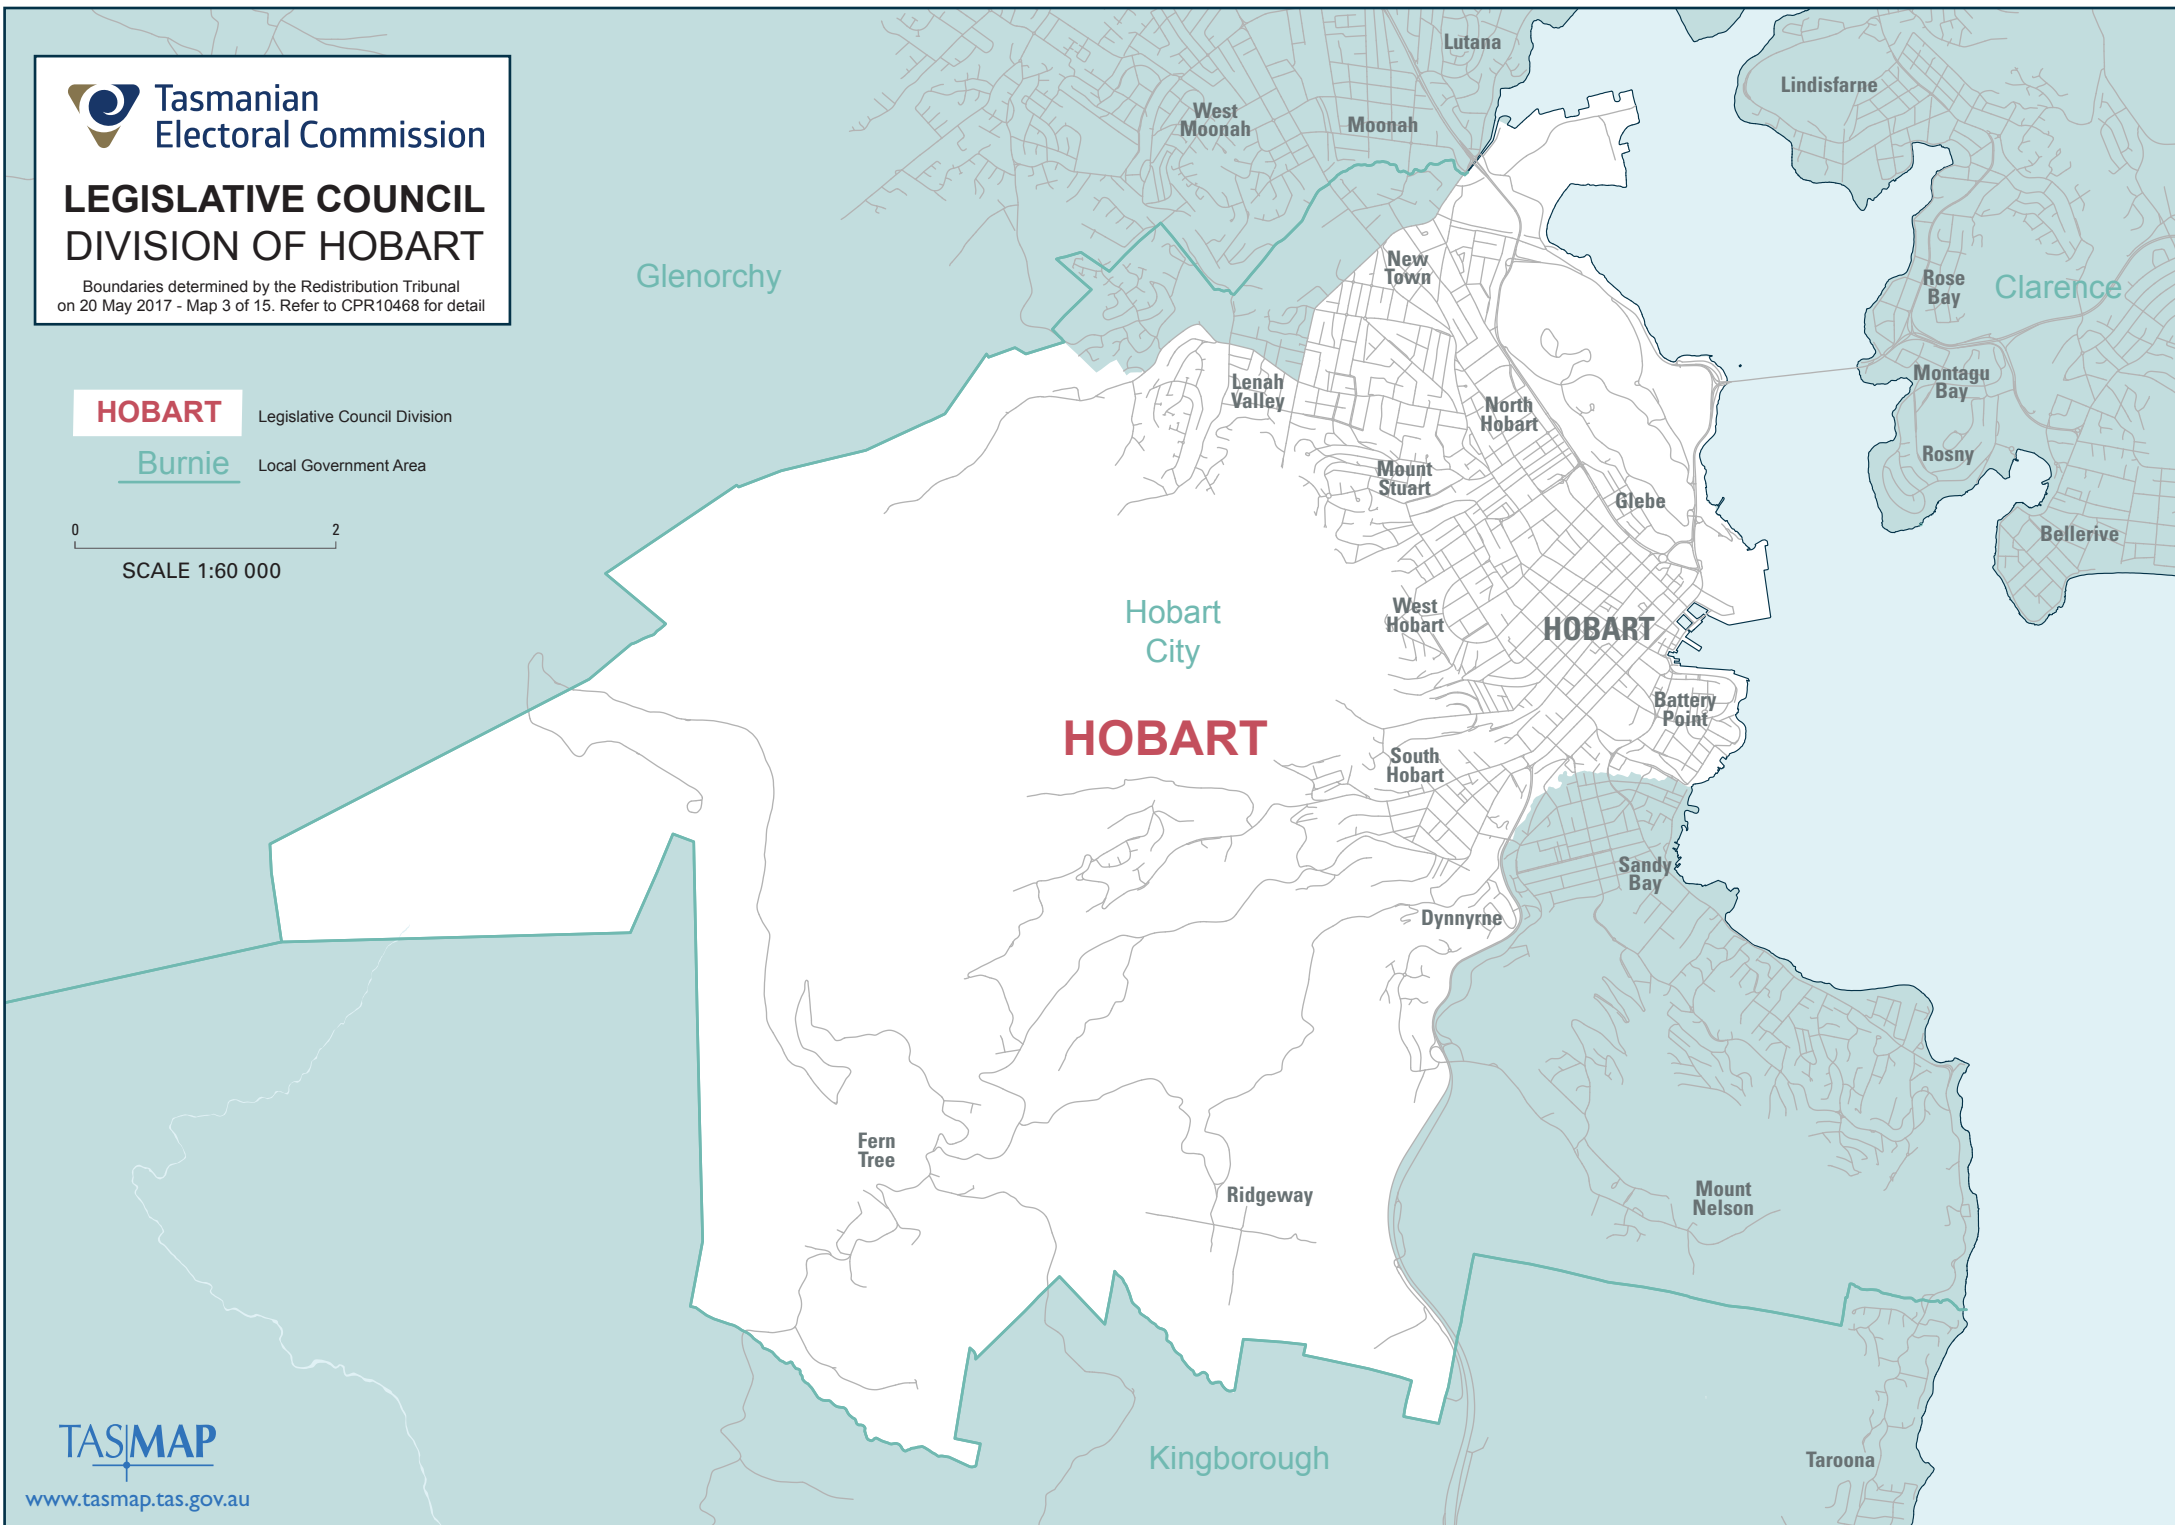 Tasmanian
Electoral Commission
LEGISLATIVE COUNCIL
DIVISION OF HOBART
Boundaries determined by the Redistribution Tribunal
on 20 May 2017 - Map 3 of 15. Refer to CPR10468 for detail
HOBART Legislative Council Division
Burnie Local Government Area
0 2
SCALE 1:60 000
Lutana
Lindisfarne
West
Moonah
Moonah
Glenorchy
New
Town
Rose
Bay
Clarence
Lenah
Valley
North
Hobart
Montagu
Bay
Rosny
Mount
Stuart
Glebe
Bellerive
Hobart
City
West
Hobart
HOBART
Battery
Point
HOBART
South
Hobart
Sandy
Bay
Dynnyrne
Fern
Tree
Ridgeway
Mount
Nelson
Kingborough
Taroona
TASMAP
www.tasmap.tas.gov.au